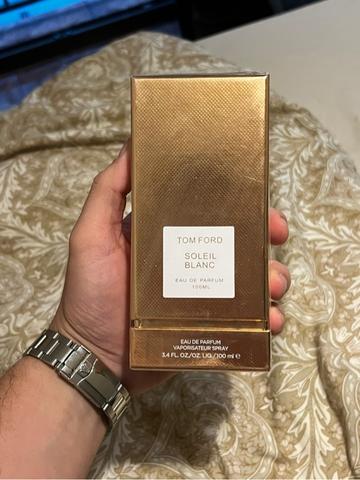 TOM FORD
SOLEIL
BLANC
EAU DE PARFUM
100ML
EAU DE PARFUM
VAPORISATEUR SPRAY
3.4 FL. OZ./OZ. LIQ./100 ml ℮